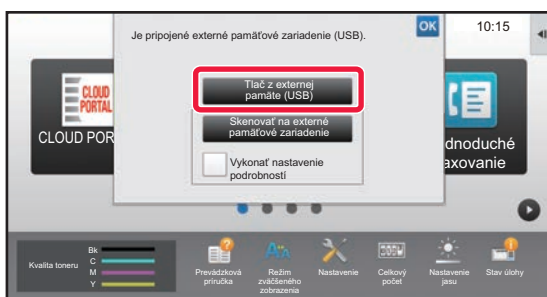 Je pripojené externé pamäťové zariadenie (USB).
OK
10:15
Tlač z externej
pamäte (USB)
Skenovať na externé
pamäťové zariadenie
Vykonať nastavenie
podrobností
CLOUD
PORTAL
CLOUD POR
dnoduché
axovanie
Kvalita toneru
Bk
C
M
Y
Prevádzková
príručka
Režim
zväčšeného
zobrazenia
Nastavenie
Celkový
počet
Nastavenie
jasu
Stav úlohy